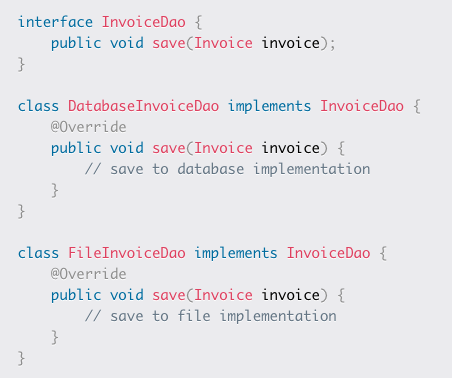 interface InvoiceDao {
    public void save(Invoice invoice);
}

class DatabaseInvoiceDao implements InvoiceDao {
    @Override
    public void save(Invoice invoice) {
        // save to database implementation
    }
}

class FileInvoiceDao implements InvoiceDao {
    @Override
    public void save(Invoice invoice) {
        // save to file implementation
    }
}